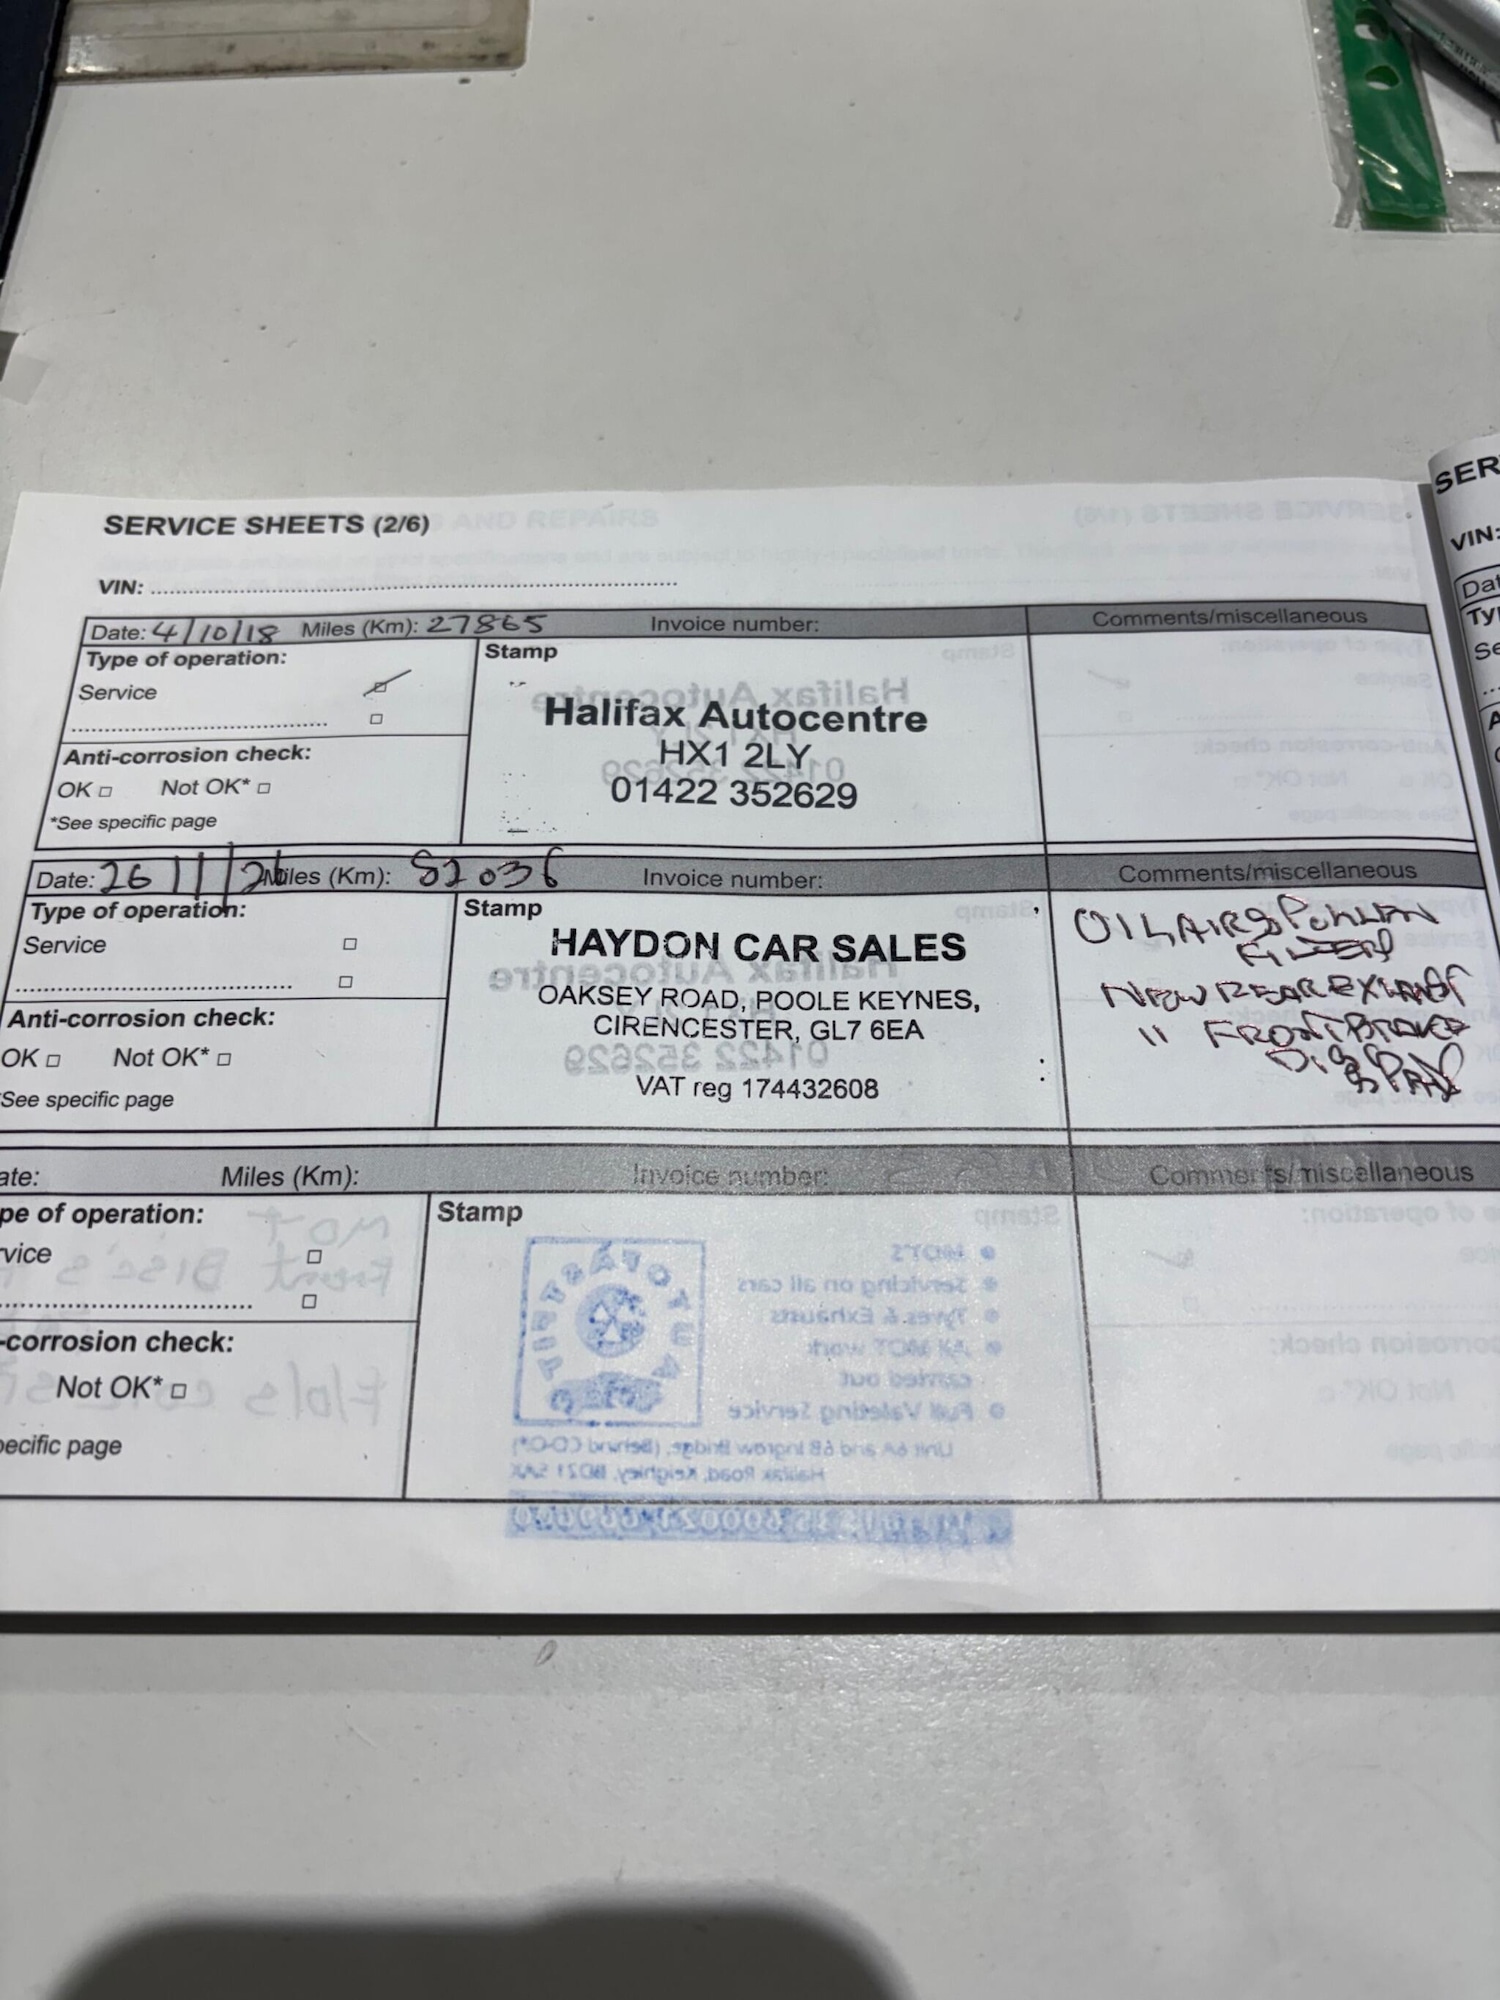 SERVICE SHEETS (2/6)
VIN:
Date: 4/10/18 Miles (Km): 27865 Invoice number: Comments/miscellaneous
Type of operation:
Service
Stamp
Halifax Autocentre
HX1 2LY
01422 352629
Anti-corrosion check:
OK □ Not OK* □
*See specific page
Date: 26 11 Miles (Km): 82036 Invoice number: Comments/miscellaneous
Type of operation:
Service □
□
Stamp
HAYDON CAR SALES
OAKSEY ROAD, POOLE KEYNES,
CIRENCESTER, GL7 6EA
VAT reg 174432608
OIL AIR & POLLEN
FILTER
NEW REAR EXHAUST
" FRONT BRAKE
DISC
& PAD
Anti-corrosion check:
OK □ Not OK* □
See specific page
ate: Miles (Km): Invoice number: Comments/miscellaneous
pe of operation:
rvice □
□
Stamp
-corrosion check:
Not OK* □
pecific page
SER
VIN:
Dat
Ty
Se